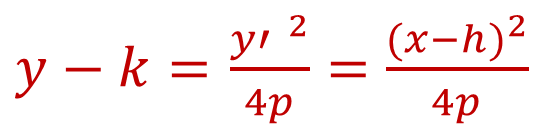 y − k = y′ ²/4p = (x−h)²/4p